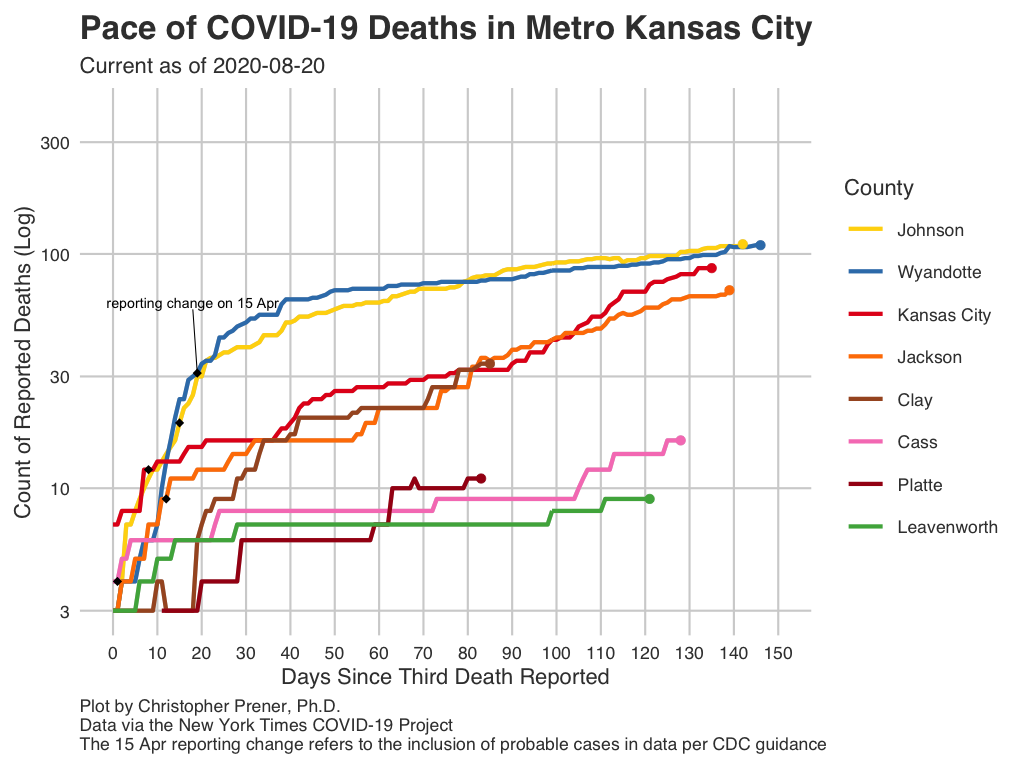 Pace of COVID-19 Deaths in Metro Kansas City
Current as of 2020-08-20
300
100
30
10
3
Count of Reported Deaths (Log)
reporting change on 15 Apr
0 10 20 30 40 50 60 70 80 90 100 110 120 130 140 150
Days Since Third Death Reported
County
Johnson
Wyandotte
Kansas City
Jackson
Clay
Cass
Platte
Leavenworth
Plot by Christopher Prener, Ph.D.
Data via the New York Times COVID-19 Project
The 15 Apr reporting change refers to the inclusion of probable cases in data per CDC guidance